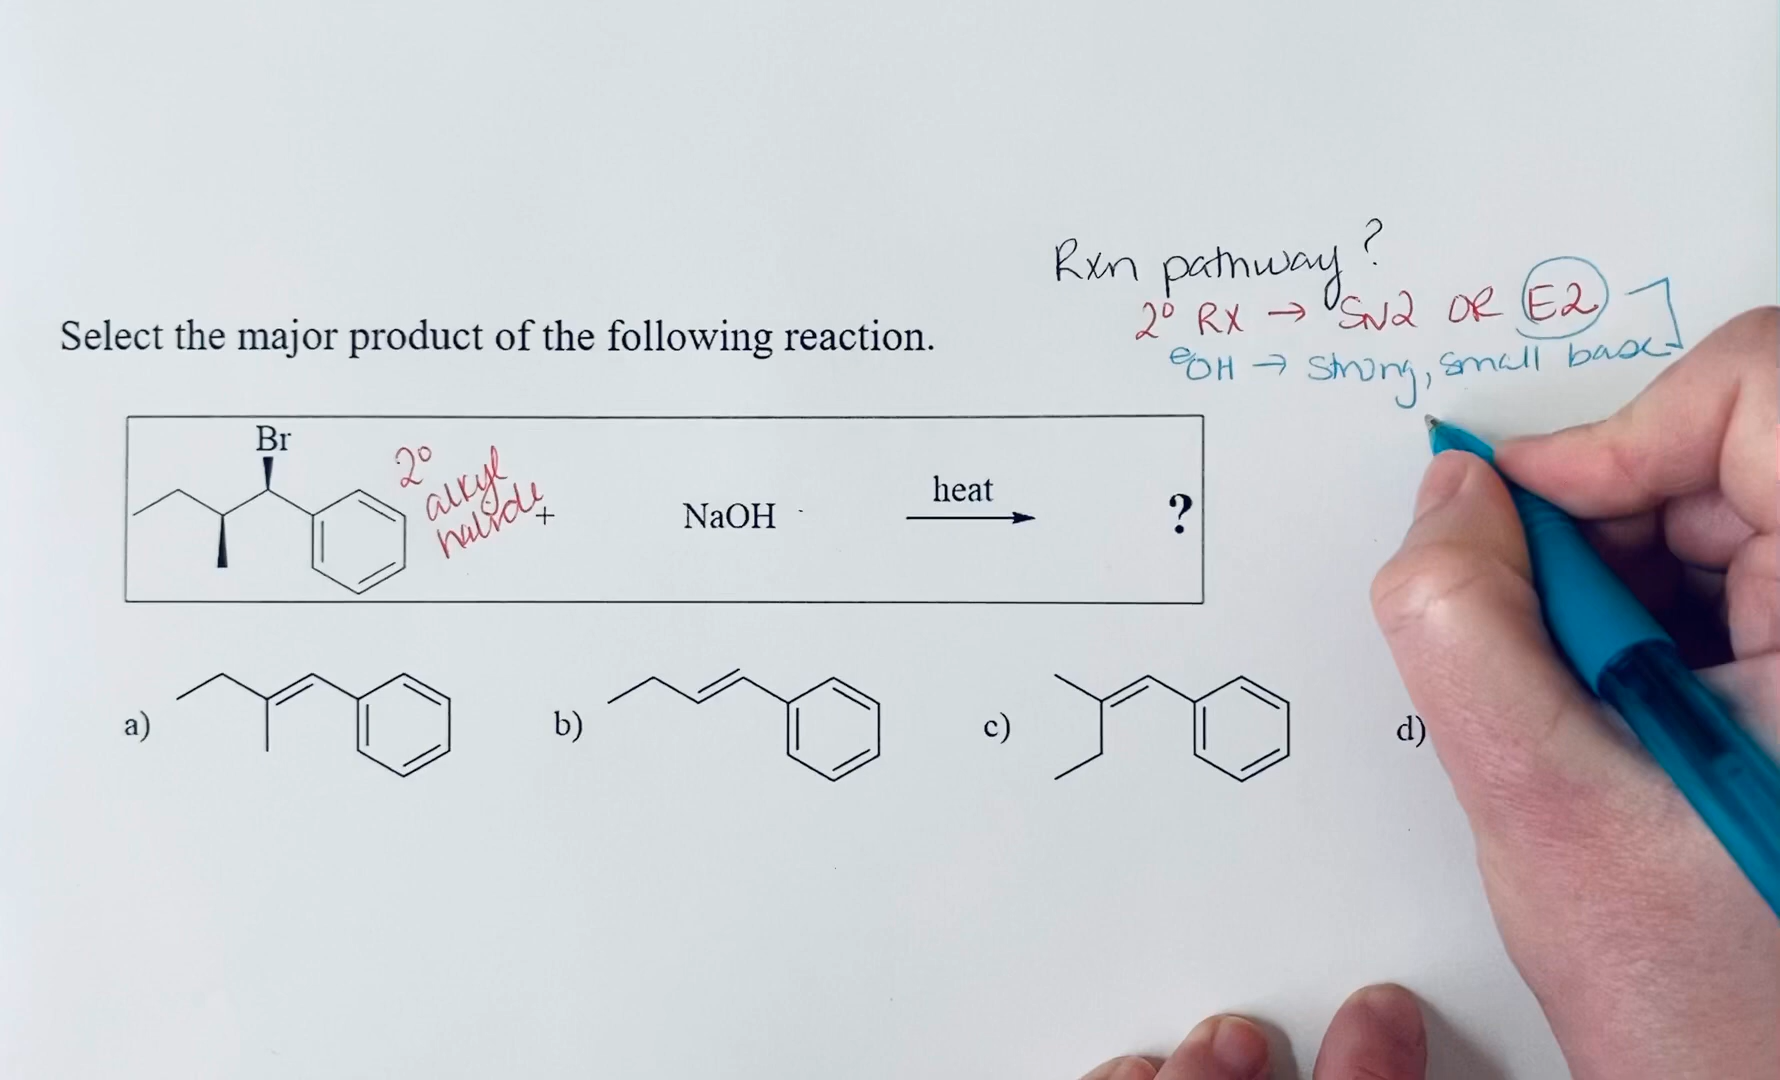 Rxn pathway?
2° RX → SN2 OR E2
⊖OH → strong, small base
Select the major product of the following reaction.
Br
2°
alkyl
halide
+
NaOH
heat
?
a)
b)
c)
d)